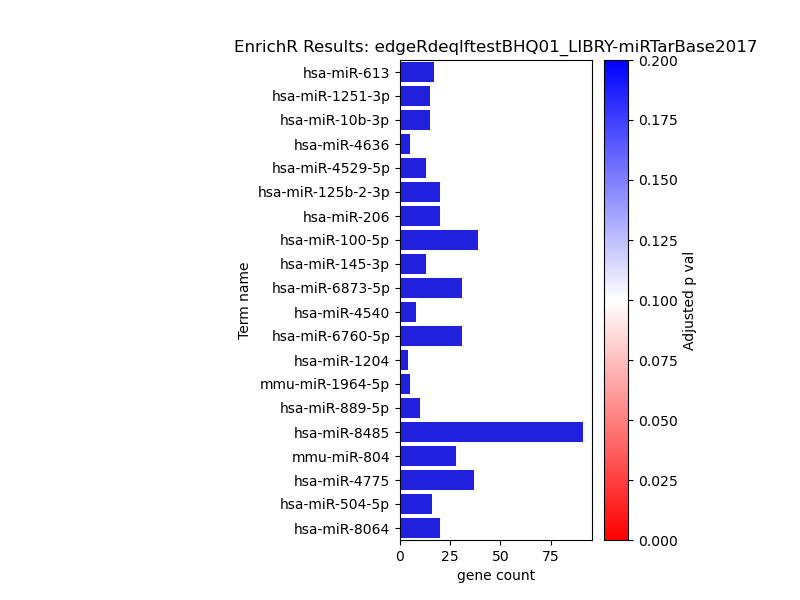 EnrichR Results: edgeRdeqlftestBHQ01_LIBRY-miRTarBase2017
hsa-miR-613
hsa-miR-1251-3p
hsa-miR-10b-3p
hsa-miR-4636
hsa-miR-4529-5p
hsa-miR-125b-2-3p
hsa-miR-206
hsa-miR-100-5p
hsa-miR-145-3p
hsa-miR-6873-5p
hsa-miR-4540
hsa-miR-6760-5p
hsa-miR-1204
mmu-miR-1964-5p
hsa-miR-889-5p
hsa-miR-8485
mmu-miR-804
hsa-miR-4775
hsa-miR-504-5p
hsa-miR-8064
Term name
0 25 50 75
gene count
0.200
0.175
0.150
0.125
0.100
0.075
0.050
0.025
0.000
Adjusted p val